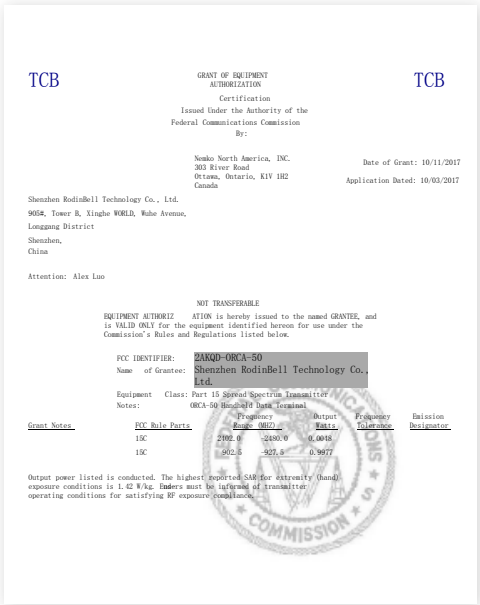 TCB
TCB
GRANT OF EQUIPMENT
AUTHORIZATION
Certification
Issued Under the Authority of the
Federal Communications Commission
By:
Nemko North America, INC.
303 River Road
Ottawa, Ontario, K1V 1H2
Canada
Date of Grant: 10/11/2017
Application Dated: 10/03/2017
Shenzhen RodinBell Technology Co., Ltd.
905#, Tower B, Xinghe WORLD, Wuhe Avenue,
Longgang District
Shenzhen,
China
Attention: Alex Luo
NOT TRANSFERABLE
EQUIPMENT AUTHORIZ ATION is hereby issued to the named GRANTEE, and
is VALID ONLY for the equipment identified hereon for use under the
Commission's Rules and Regulations listed below.
FCC IDENTIFIER: 2AKQD-ORCA-50
Name of Grantee: Shenzhen RodinBell Technology Co.,
Ltd.
Equipment Class: Part 15 Spread Spectrum Transmitter
Notes: ORCA-50 Handheld Data Terminal
Grant Notes FCC Rule Parts Frequency Range (MHZ) Output Watts Frequency Tolerance Emission Designator
15C 2402.0 -2480.0 0.0048
15C 902.5 -927.5 0.9977
Output power listed is conducted. The highest reported SAR for extremity (hand)
exposure conditions is 1.42 W/kg. must be informed of transmitter
operating conditions for satisfying RF exposure compliance.
COMMISSION